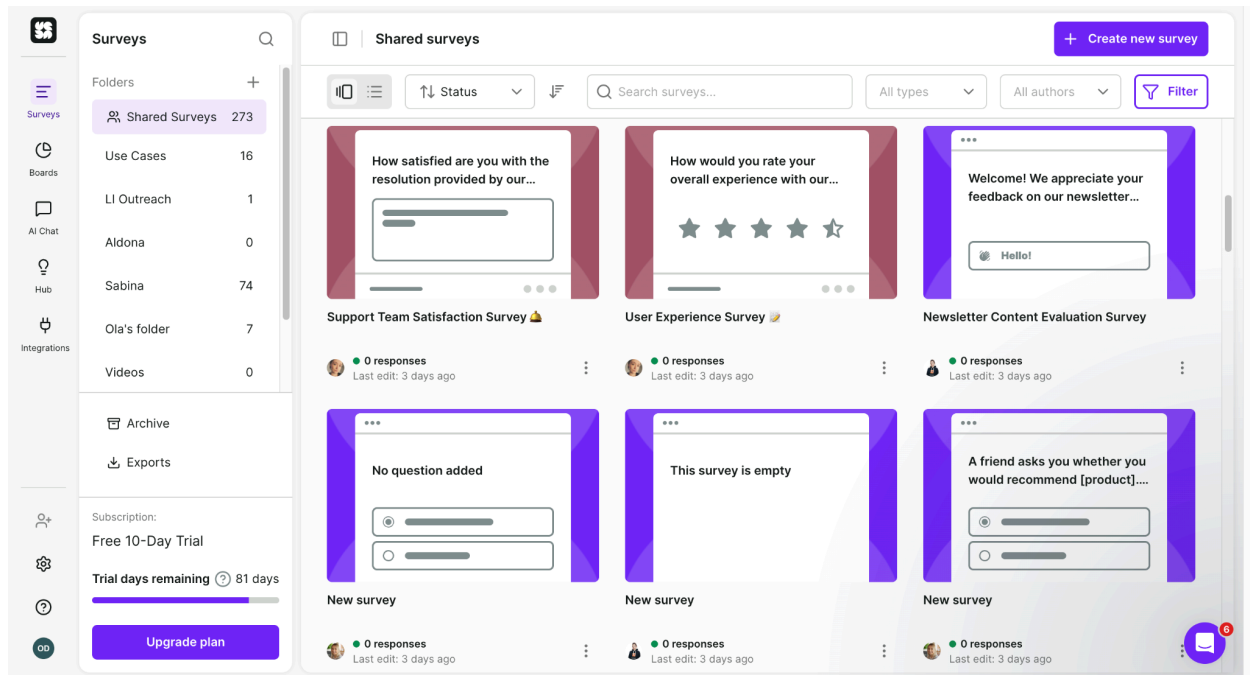 Surveys
Boards
AI Chat
Hub
Integrations
OD
Surveys
Folders
Shared Surveys 273
Use Cases 16
LI Outreach 1
Aldona 0
Sabina 74
Ola's folder 7
Videos 0
Archive
Exports
Subscription:
Free 10-Day Trial
Trial days remaining ? 81 days
Upgrade plan
Shared surveys
+ Create new survey
Status
Search surveys...
All types
All authors
Filter
How satisfied are you with the
resolution provided by our...
Support Team Satisfaction Survey 🛎️
0 responses
Last edit: 3 days ago
How would you rate your
overall experience with our...
User Experience Survey 📝
0 responses
Last edit: 3 days ago
Welcome! We appreciate your
feedback on our newsletter...
👋 Hello!
Newsletter Content Evaluation Survey
0 responses
Last edit: 3 days ago
No question added
New survey
0 responses
Last edit: 3 days ago
This survey is empty
New survey
0 responses
Last edit: 3 days ago
A friend asks you whether you
would recommend [product]....
New survey
0 responses
Last edit: 3 days ago
6